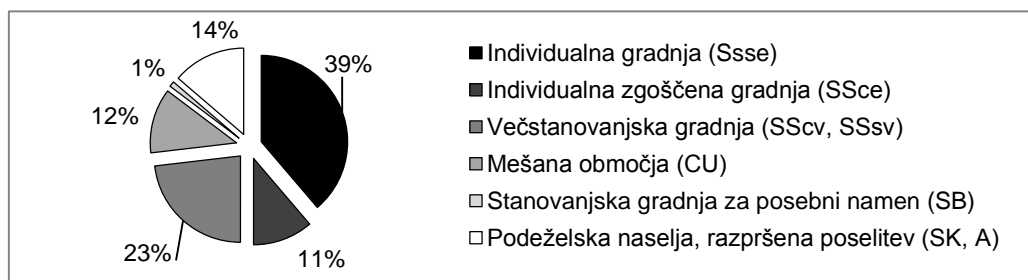 14%
1%
39%
12%
23%
11%
Individualna gradnja (Ssse)
Individualna zgoščena gradnja (SSce)
Večstanovanjska gradnja (SScv, SSsv)
Mešana območja (CU)
Stanovanjska gradnja za posebni namen (SB)
Podeželska naselja, razpršena poselitev (SK, A)